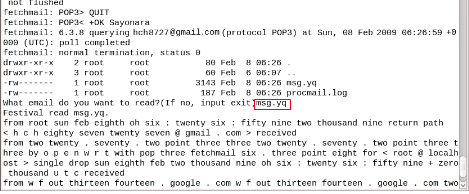 not flushed
fetchmail: POP3> QUIT
fetchmail: POP3< +OK Sayonara
fetchmail: 6.3.8 querying hch8727@gmail.com (protocol POP3) at Sun, 08 Feb 2009 06:26:59 +0
000 (UTC): poll completed
fetchmail: normal termination, status 0
drwxr-xr-x 2 root root 80 Feb 8 06:26 .
drwxr-xr-x 3 root root 60 Feb 6 06:07 ..
-rw------- 1 root root 3143 Feb 8 06:26 msg.yq
-rw------- 1 root root 187 Feb 8 06:26 procmail.log
What email do you want to read?(If no, input exit)msg.yq
Festival read msg.yq.
from root sun feb eighth oh six : twenty six : fifty nine two thousand nine return path
< h c h eighty seven twenty seven @ gmail . com > received
from two twenty . seventy . two point three three two twenty . seventy . two point three t
hree by o p e n w r t with pop three fetchmail six . three point eight for < root @ localh
ost > single drop sun eighth feb two thousand nine oh six : twenty six : fifty nine + zero
thousand u t c received
from w f out thirteen fourteen . google . com w f out thirteen fourteen . google . com two